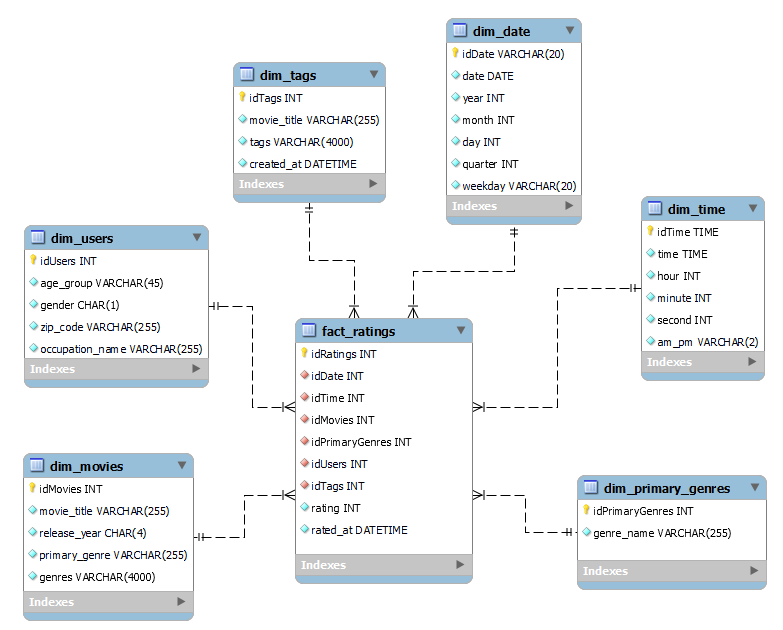 dim_date
idDate VARCHAR(20)
date DATE
year INT
month INT
day INT
quarter INT
weekday VARCHAR(20)
Indexes
dim_tags
idTags INT
movie_title VARCHAR(255)
tags VARCHAR(4000)
created_at DATETIME
Indexes
dim_time
idTime TIME
time TIME
hour INT
minute INT
second INT
am_pm VARCHAR(2)
Indexes
dim_users
idUsers INT
age_group VARCHAR(45)
gender CHAR(1)
zip_code VARCHAR(255)
occupation_name VARCHAR(255)
Indexes
fact_ratings
idRatings INT
idDate INT
idTime INT
idMovies INT
idPrimaryGenres INT
idUsers INT
idTags INT
rating INT
rated_at DATETIME
Indexes
dim_movies
idMovies INT
movie_title VARCHAR(255)
release_year CHAR(4)
primary_genre VARCHAR(255)
genres VARCHAR(4000)
Indexes
dim_primary_genres
idPrimaryGenres INT
genre_name VARCHAR(255)
Indexes